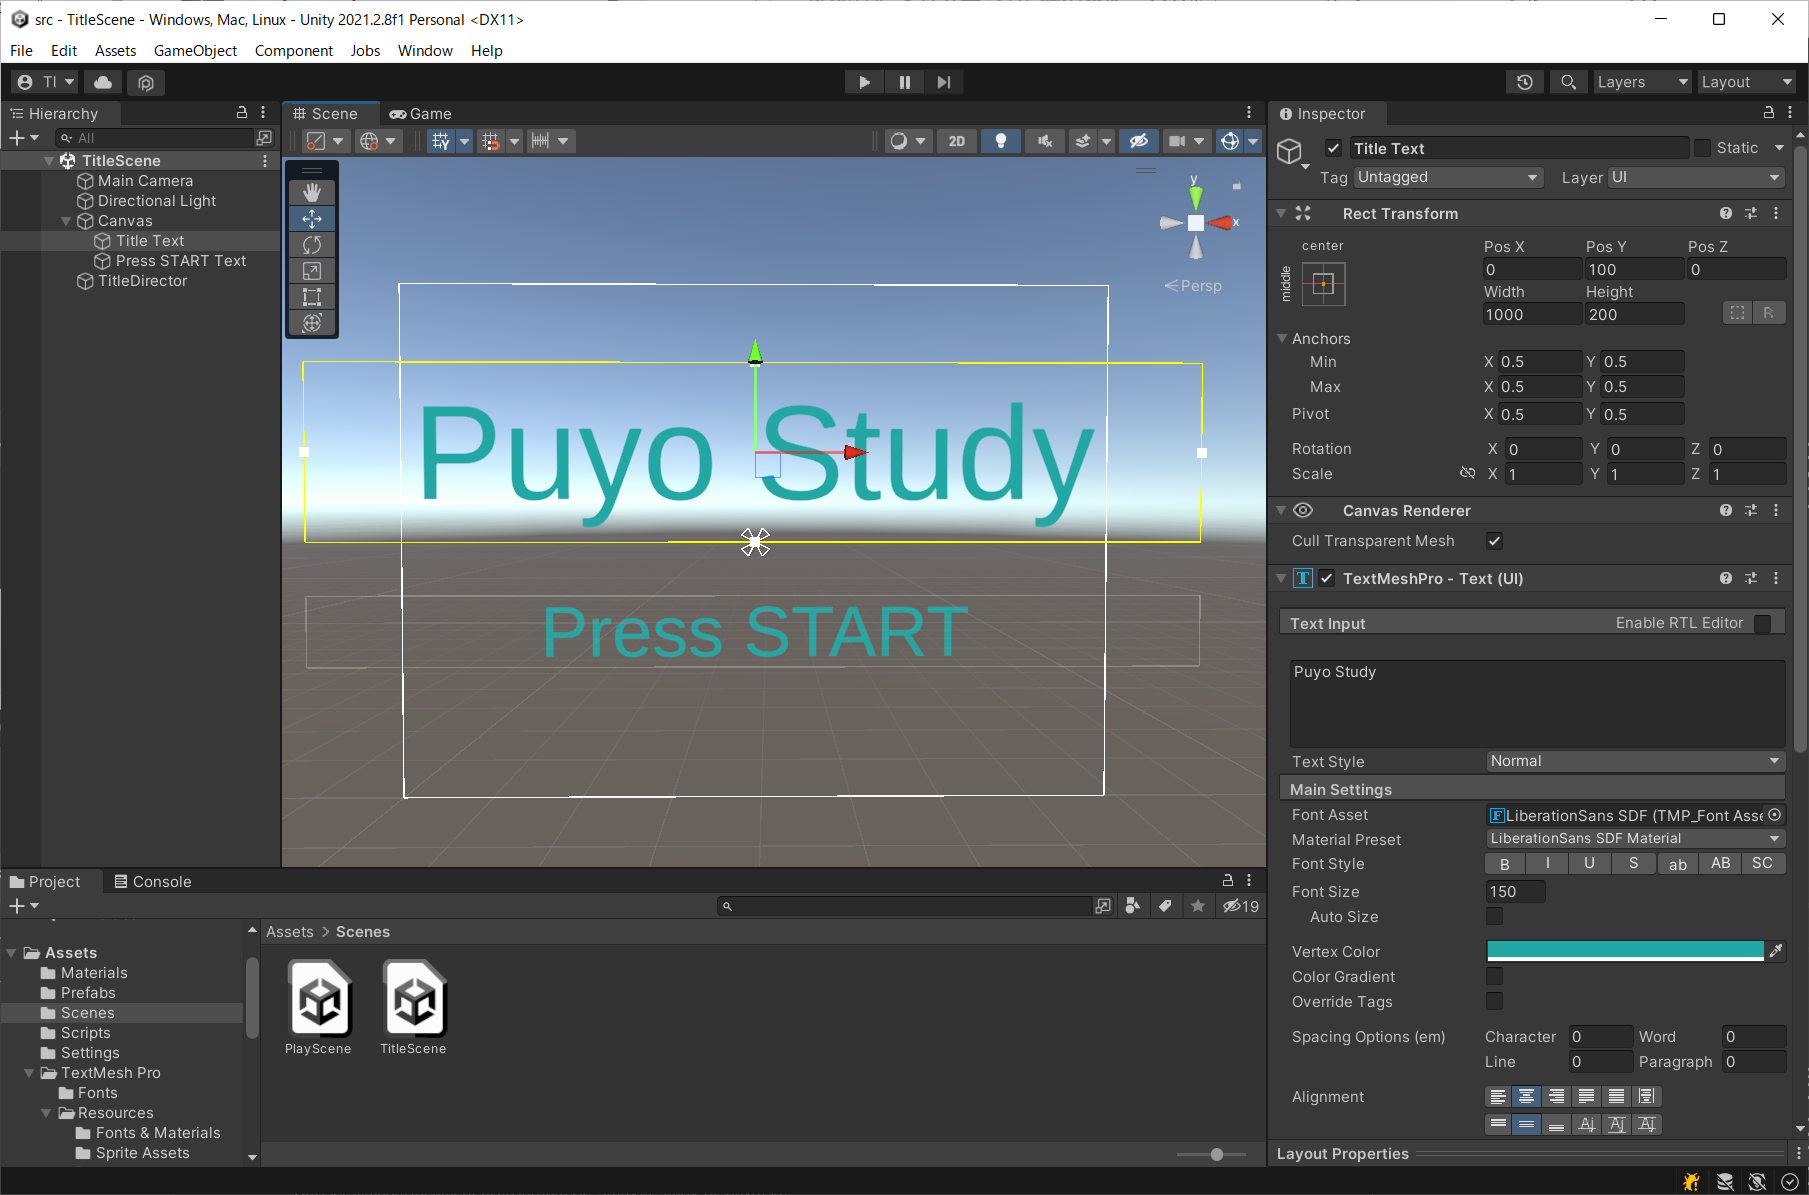 src - TitleScene - Windows, Mac, Linux - Unity 2021.2.8f1 Personal <DX11>
File Edit Assets GameObject Component Jobs Window Help
TI
Layers
Layout
Hierarchy
All
TitleScene
Main Camera
Directional Light
Canvas
Title Text
Press START Text
TitleDirector
Scene
Game
2D
y
x
Persp
Puyo Study
Press START
Inspector
Title Text
Static
Tag Untagged
Layer UI
Rect Transform
center
middle
Pos X Pos Y Pos Z
0 100 0
Width Height
1000 200
R
Anchors
Min X 0.5 Y 0.5
Max X 0.5 Y 0.5
Pivot X 0.5 Y 0.5
Rotation X 0 Y 0 Z 0
Scale X 1 Y 1 Z 1
Canvas Renderer
Cull Transparent Mesh
TextMeshPro - Text (UI)
Text Input
Enable RTL Editor
Puyo Study
Text Style Normal
Main Settings
Font Asset LiberationSans SDF (TMP_Font Asse
Material Preset LiberationSans SDF Material
Font Style B I U S ab AB SC
Font Size 150
Auto Size
Vertex Color
Color Gradient
Override Tags
Spacing Options (em) Character 0 Word 0
Line 0 Paragraph 0
Alignment
Layout Properties
Project
Console
19
Assets
Materials
Prefabs
Scenes
Scripts
Settings
TextMesh Pro
Fonts
Resources
Fonts & Materials
Sprite Assets
Assets > Scenes
PlayScene
TitleScene